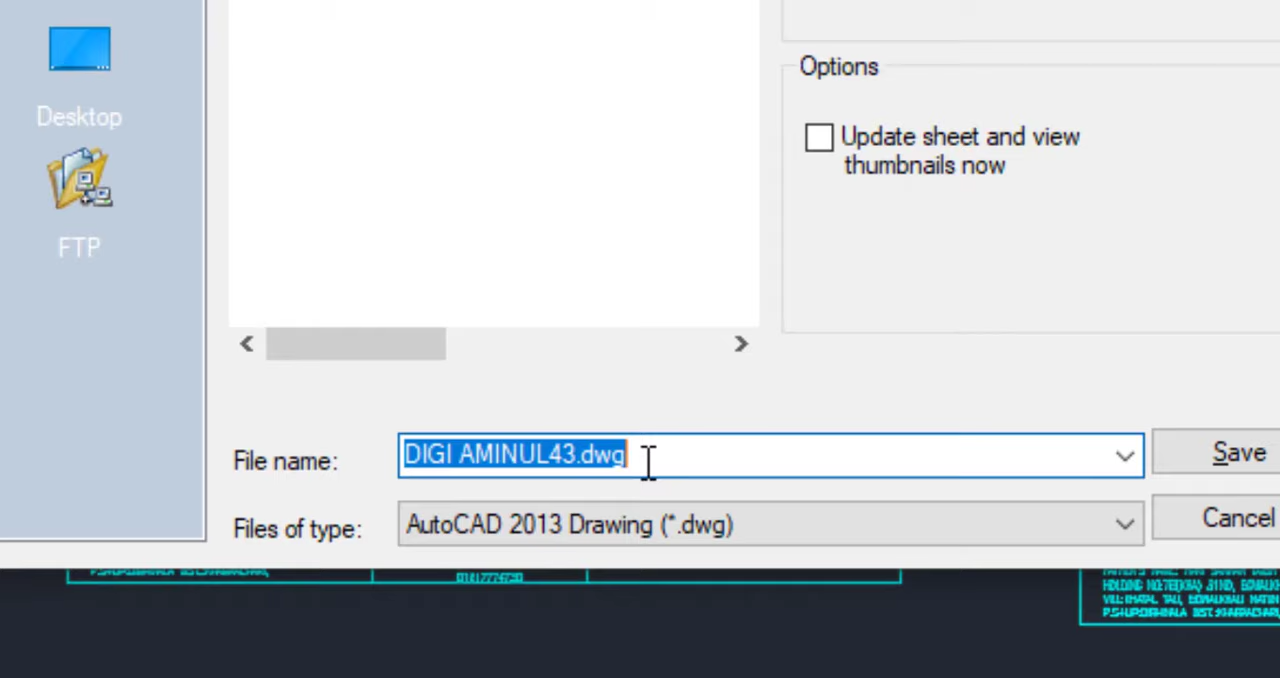 Desktop
FTP
Options
Update sheet and view
thumbnails now
File name:
DIGI AMINUL43.dwg
Save
Files of type:
AutoCAD 2013 Drawing (*.dwg)
Cancel